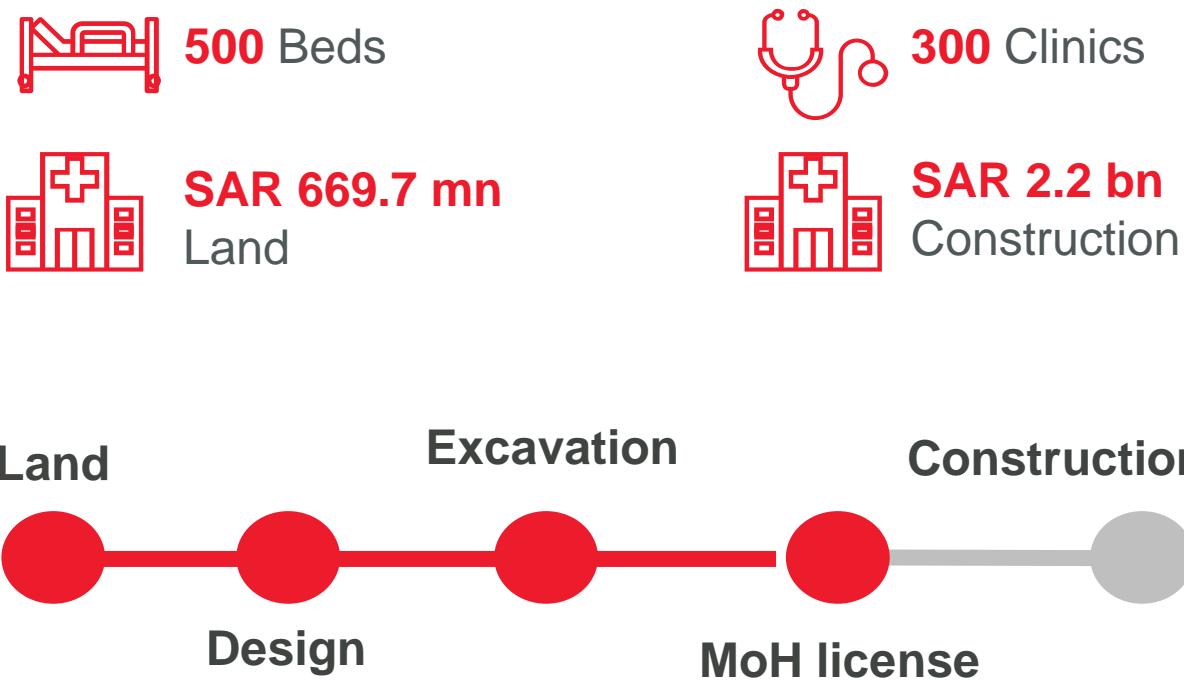 500 Beds
300 Clinics
SAR 669.7 mn
Land
SAR 2.2 bn
Construction
Land
Excavation
Construction
Design
MoH license